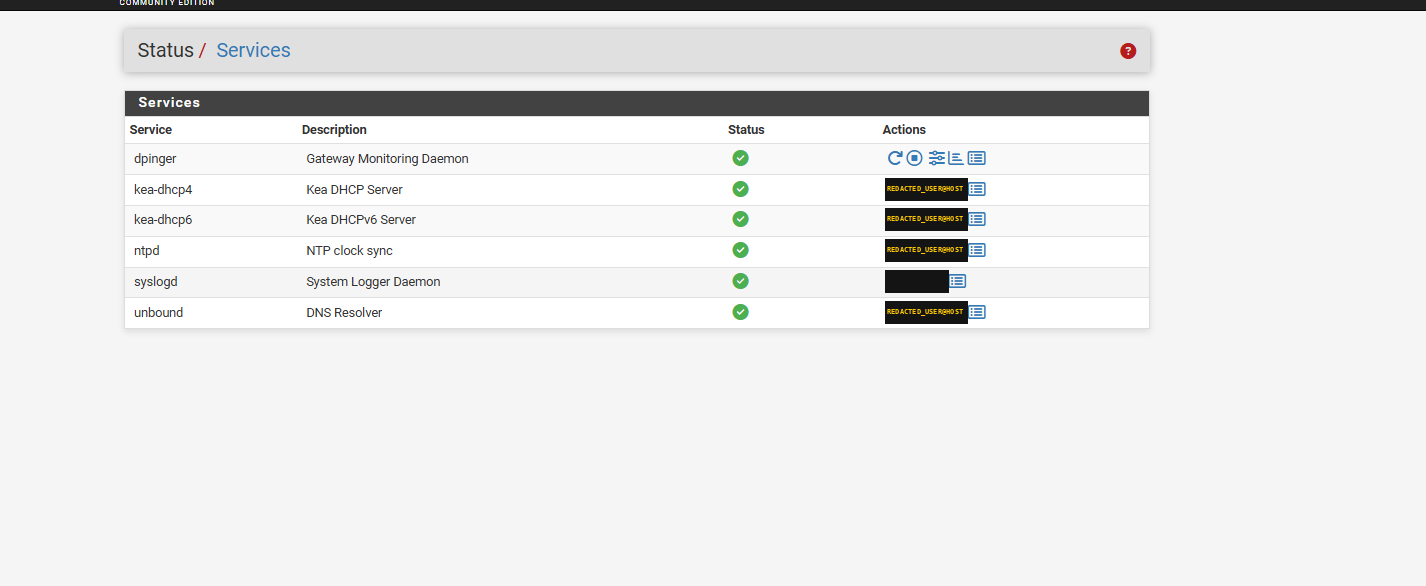 COMMUNITY EDITION
Status / Services
?
Services
Service Description Status Actions
dpinger Gateway Monitoring Daemon
kea-dhcp4 Kea DHCP Server REDACTED_USER@HOST
kea-dhcp6 Kea DHCPv6 Server REDACTED_USER@HOST
ntpd NTP clock sync REDACTED_USER@HOST
syslogd System Logger Daemon
unbound DNS Resolver REDACTED_USER@HOST